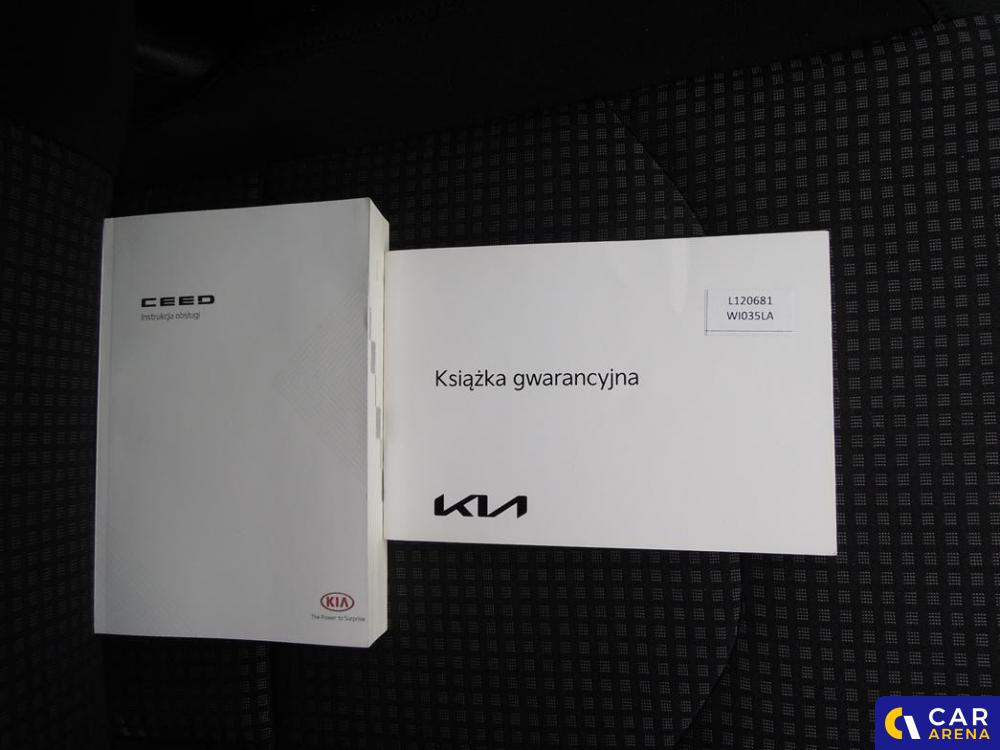 CEED
Instrukcja obsługi
KIA
The Power to Surprise
L120681
WI035LA
Książka gwarancyjna
KIA
CAR
ARENA